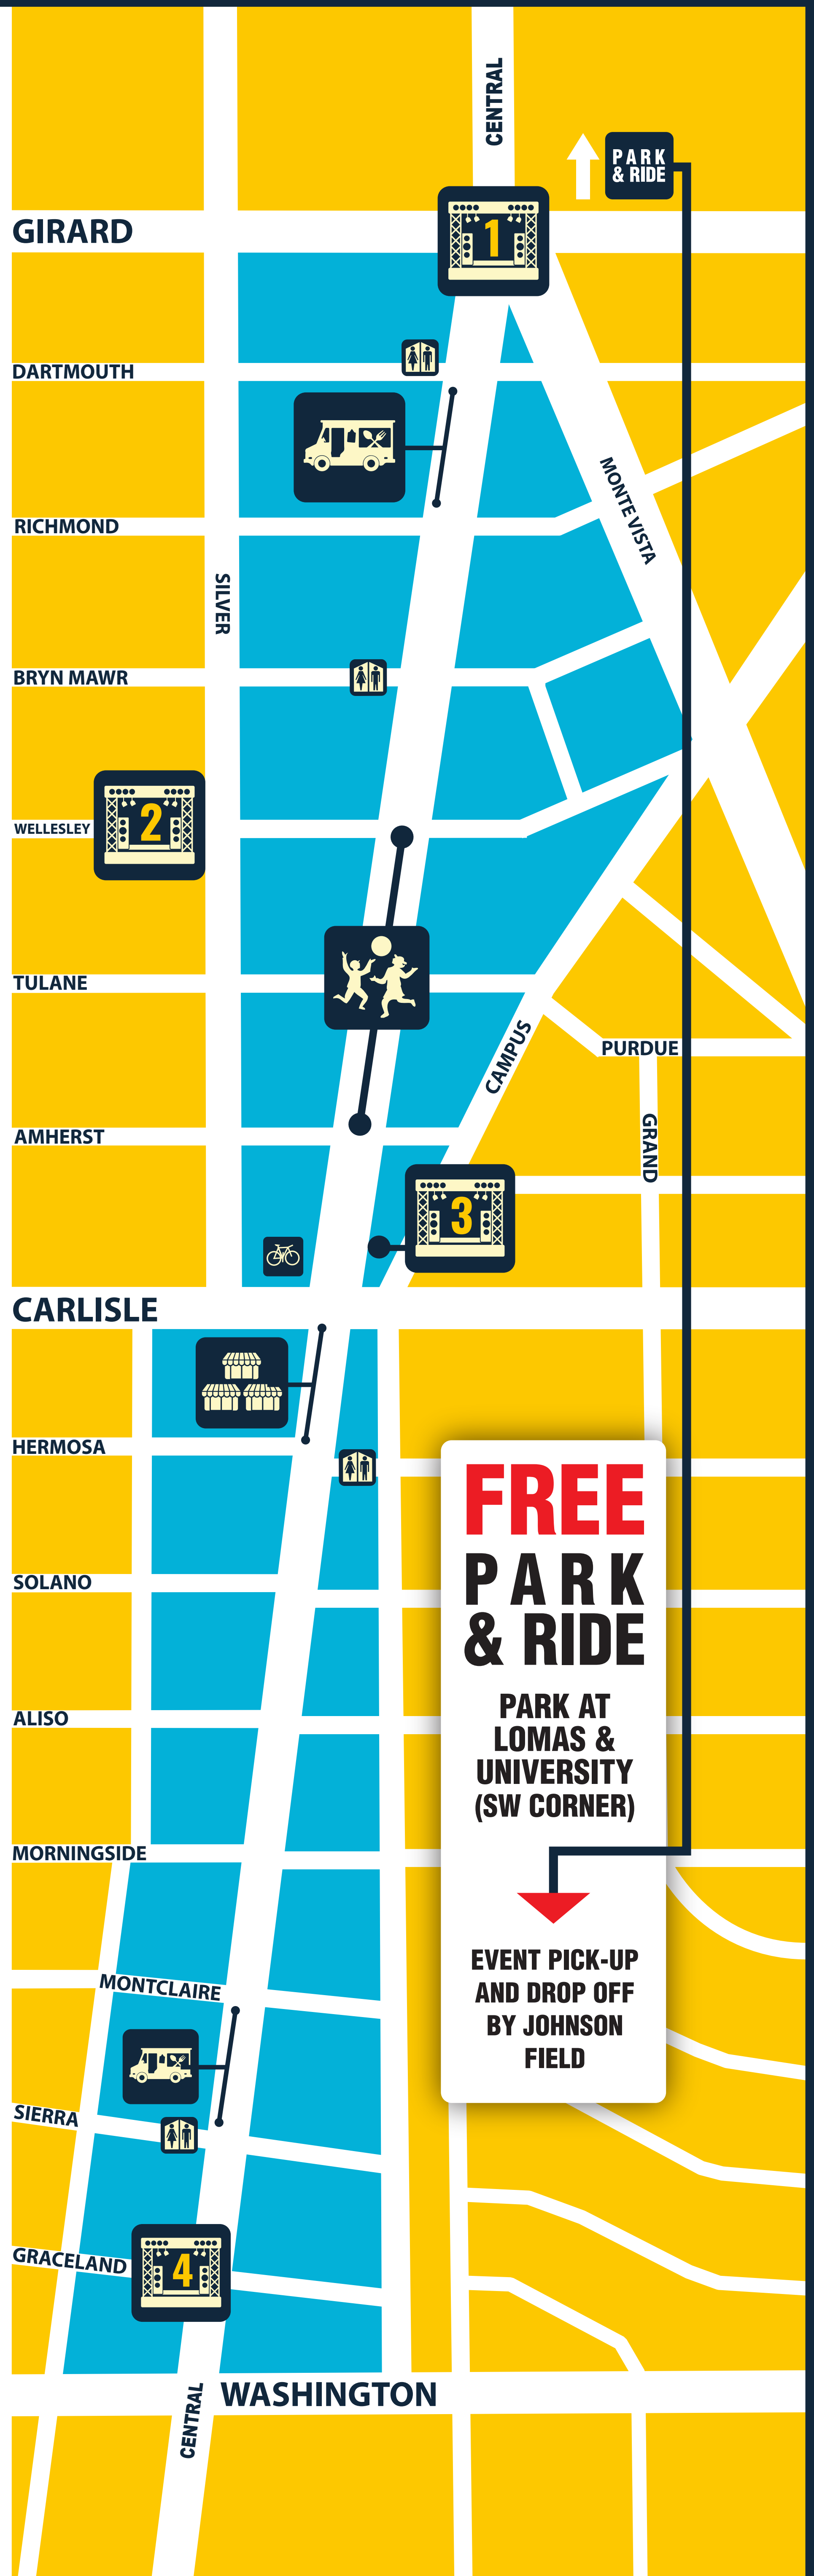 CENTRAL
PARK
& RIDE
GIRARD
1
DARTMOUTH
MONTE VISTA
RICHMOND
SILVER
BRYN MAWR
2
WELLESLEY
TULANE
CAMPUS
PURDUE
GRAND
AMHERST
3
CARLISLE
HERMOSA
FREE
PARK
& RIDE
PARK AT
LOMAS &
UNIVERSITY
(SW CORNER)
SOLANO
ALISO
MORNINGSIDE
EVENT PICK-UP
AND DROP OFF
BY JOHNSON
FIELD
MONTCLAIRE
SIERRA
GRACELAND
4
WASHINGTON
CENTRAL